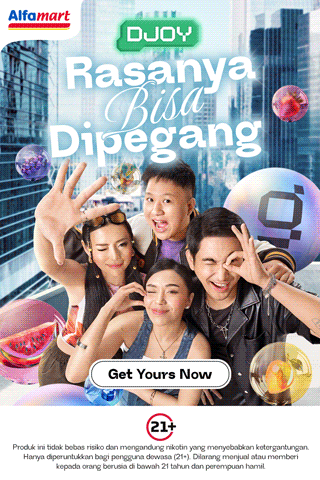 Alfamart
DJOY
Rasanya
Bisa
Dipegang
Get Yours Now
21+
Produk ini tidak bebas risiko dan mengandung nikotin yang menyebabkan ketergantungan.
Hanya diperuntukkan bagi pengguna dewasa (21+). Dilarang menjual atau memberi
kepada orang berusia di bawah 21 tahun dan perempuan hamil.